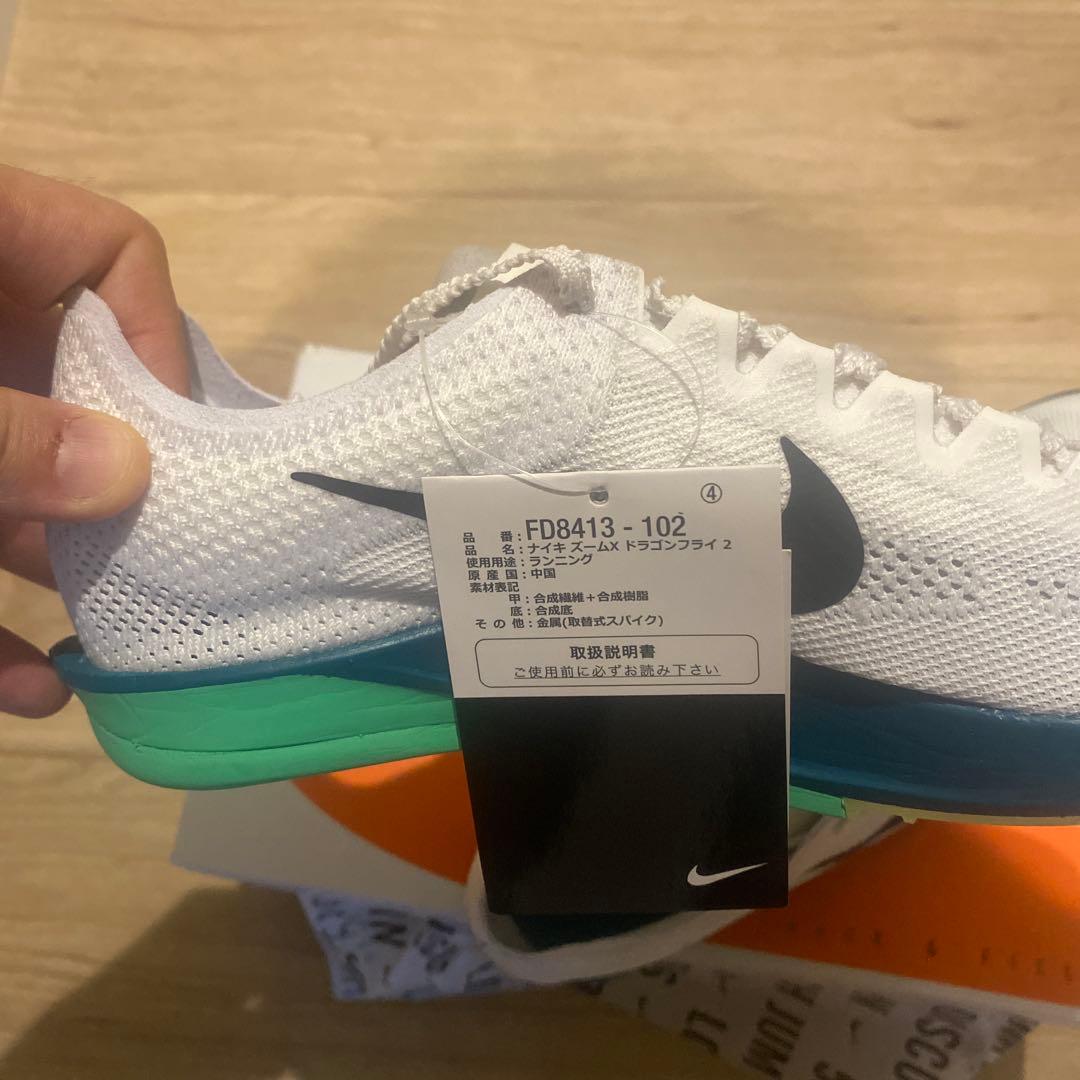 ④
品 番：FD8413 - 102
品 名：ナイキ ズームX ドラゴンフライ 2
使用用途：ランニング
原 産 国：中国
素材表記
甲：合成繊維＋合成樹脂
底：合成底
そ の 他：金属(取替式スパイク)
取扱説明書
ご使用前に必ずお読み下さい